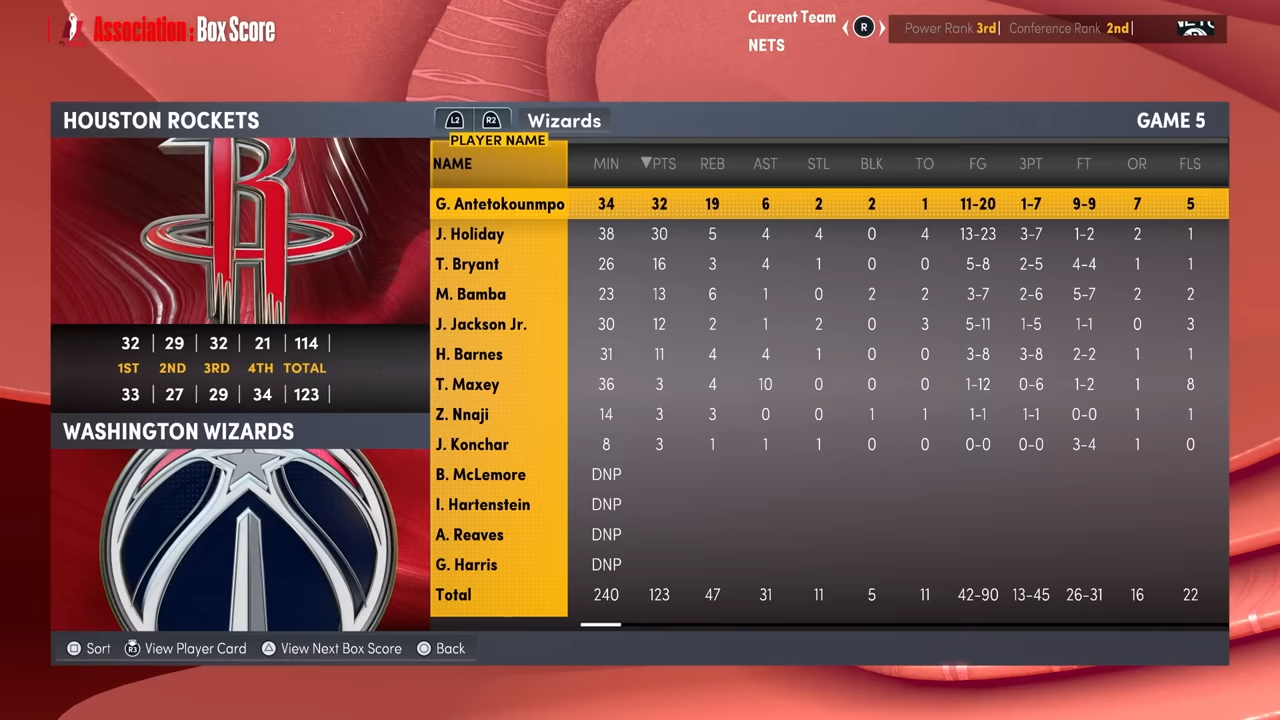 Association : Box Score
Current Team
NETS
R
Power Rank 3rd| Conference Rank 2nd|
HOUSTON ROCKETS
L2 R2 Wizards
GAME 5
PLAYER NAME
NAME MIN ▼PTS REB AST STL BLK TO FG 3PT FT OR FLS
G. Antetokounmpo 34 32 19 6 2 2 1 11-20 1-7 9-9 7 5
J. Holiday 38 30 5 4 4 0 4 13-23 3-7 1-2 2 1
T. Bryant 26 16 3 4 1 0 0 5-8 2-5 4-4 1 1
M. Bamba 23 13 6 1 0 2 2 3-7 2-6 5-7 2 2
J. Jackson Jr. 30 12 2 1 2 0 3 5-11 1-5 1-1 0 3
H. Barnes 31 11 4 4 1 0 0 3-8 3-8 2-2 1 1
T. Maxey 36 3 4 10 0 0 0 1-12 0-6 1-2 1 8
Z. Nnaji 14 3 3 0 0 1 1 1-1 1-1 0-0 1 1
J. Konchar 8 3 1 1 1 0 0 0-0 0-0 3-4 1 0
B. McLemore DNP
I. Hartenstein DNP
A. Reaves DNP
G. Harris DNP
Total 240 123 47 31 11 5 11 42-90 13-45 26-31 16 22
32 | 29 | 32 | 21 | 114 |
1ST 2ND 3RD 4TH TOTAL
33 | 27 | 29 | 34 | 123 |
WASHINGTON WIZARDS
Sort R3 View Player Card View Next Box Score Back